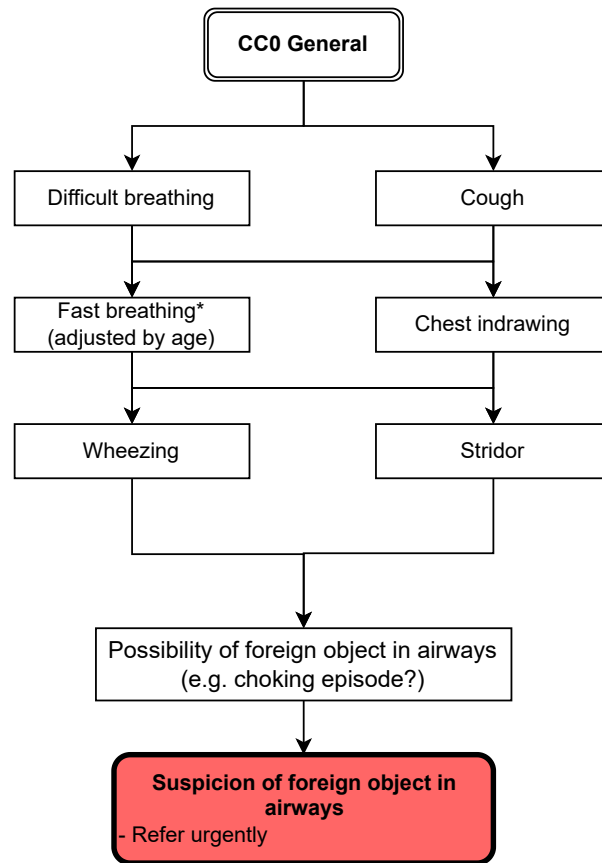 CC0 General
Difficult breathing
Cough
Fast breathing*
(adjusted by age)
Chest indrawing
Wheezing
Stridor
Possibility of foreign object in airways
(e.g. choking episode?)
Suspicion of foreign object in
airways
- Refer urgently